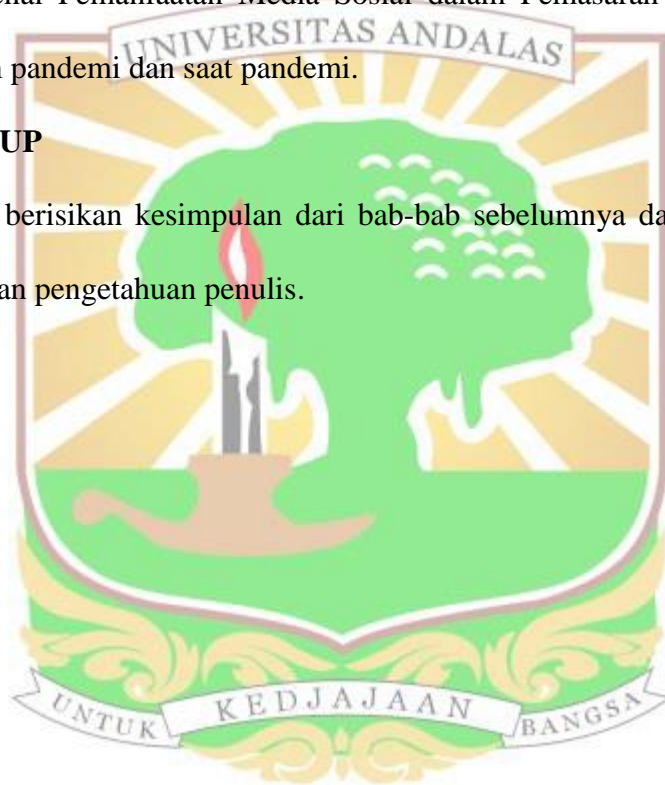 Pemanfaatan Media Sosial dalam Pemasaran
UNIVERSITAS ANDALAS
pandemi dan saat pandemi.
UP
berisikan kesimpulan dari bab-bab sebelumnya da
an pengetahuan penulis.
UNTUK KEDJAJAAN BANGSA